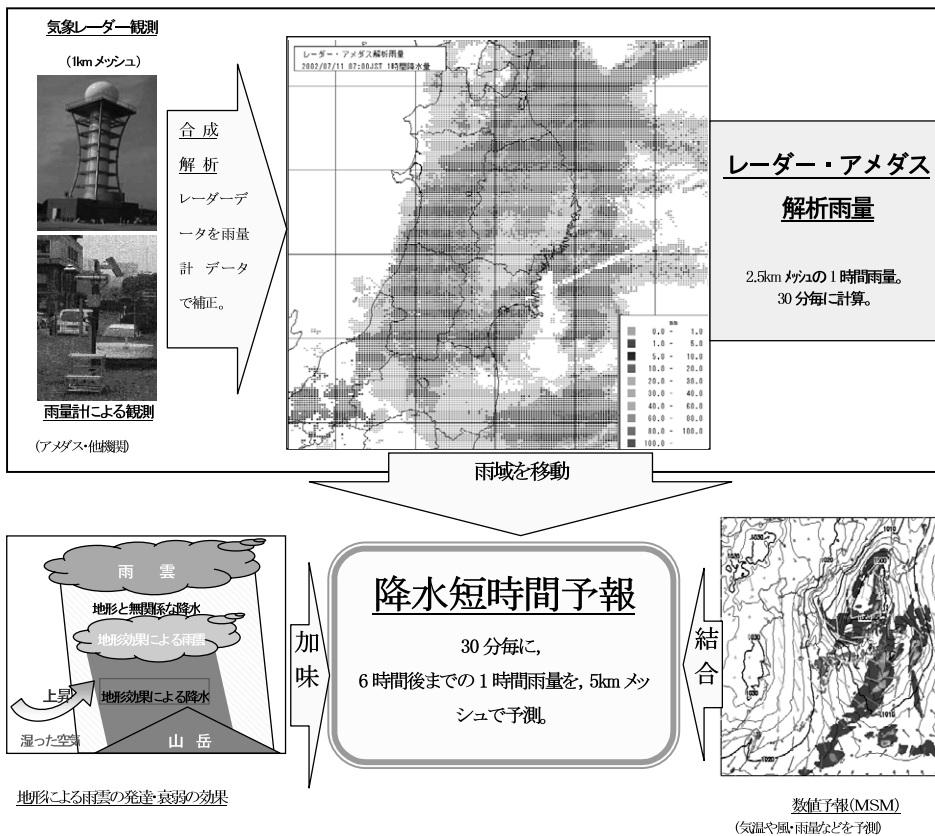 気象レーダー観測
(1kmメッシュ)
合成
解析
レーダーデ
ータを雨量
計 データ
で補正。
雨量計による観測
(アメダス・他機関)
レーダー・アメダス解析雨量
2002/07/11 07:00JST 1時間降水量
mm
0.0 - 1.0
1.0 - 5.0
5.0 - 10.0
10.0 - 20.0
20.0 - 30.0
30.0 - 40.0
40.0 - 60.0
60.0 - 80.0
80.0 - 100.0
100.0 -
レーダー・アメダス
解析雨量
2.5km メッシュの1時間雨量。
30分毎に計算。
雨域を移動
雨 雲
地形と無関係な降水
地形効果による雨雲
上昇
地形効果による降水
湿った空気
山 岳
地形による雨雲の発達・衰弱の効果
加味
降水短時間予報
30分毎に,
6時間後までの1時間雨量を, 5kmメッ
シュで予測。
結合
1010
1030
1030
1030
1020
1010
数値予報(MSM)
(気温や風・雨量などを予測)